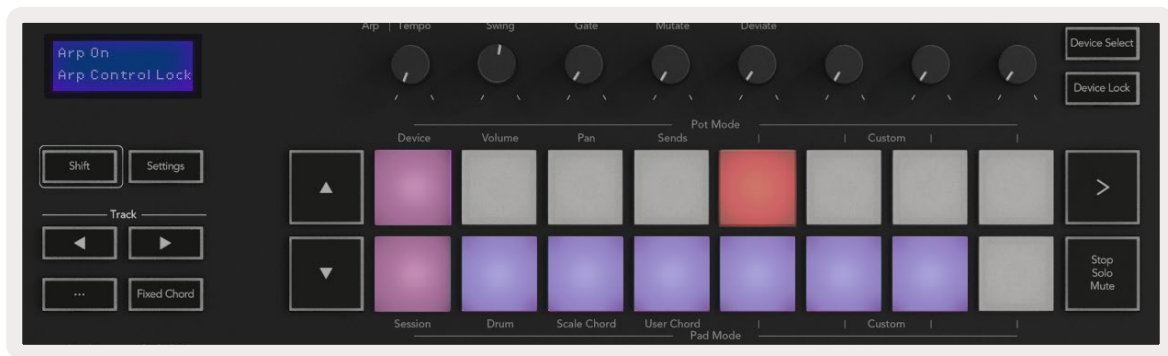 Arp | Tempo Swing Gate Mutate Deviate
Arp On
Arp Control Lock
Device Select
Device Lock
Pot Mode
Device Volume Pan Sends | | Custom | |
Shift Settings
Track
... Fixed Chord
Stop
Solo
Mute
Session Drum Scale Chord User Chord | | Custom | |
Pad Mode